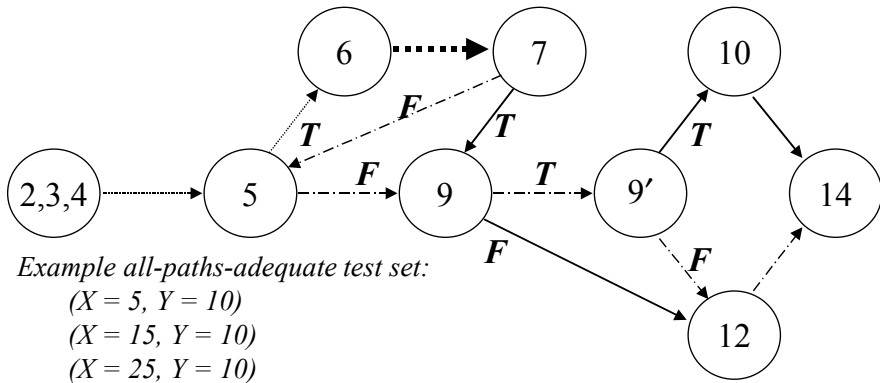 6
7
10
F
T
T
T
2,3,4
5
F
9
T
9′
14
F
F
12
Example all-paths-adequate test set:
(X = 5, Y = 10)
(X = 15, Y = 10)
(X = 25, Y = 10)